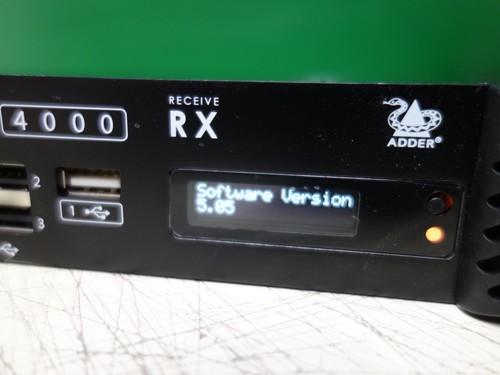 4000
RECEIVE
RX
ADDER®
2
3
1
Software Version
5.05